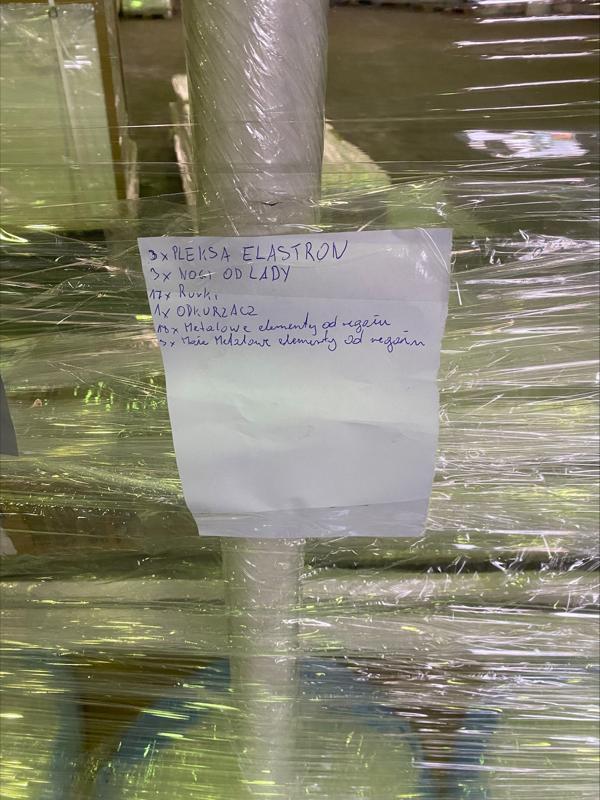 3x PLEKSA ELASTRON
3x NOGI OD LADY
17x Rurki
1x ODKURZACZ
18x Metalowe elementy od regału
3x Małe Metalowe elementy od regału